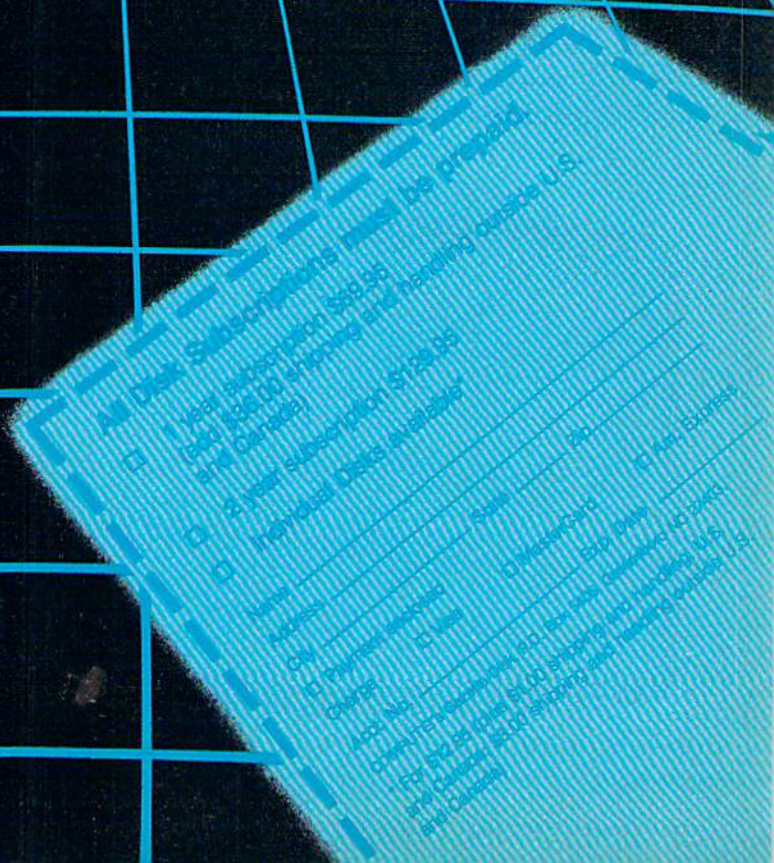 All Disk Subscriptions must be prepaid.
☐ 1 year subscription $69.95
(add $36.00 shipping and handling outside U.S.
and Canada)
☐ 2 year subscription $129.95
☐ Individual Disks available*
Name
Address
City State Zip
☐ Payment enclosed
Charge ☐ Visa ☐ MasterCard ☐ Am. Express
Acct. No. Exp. Date
COMPUTE!'s Disk, P.O. Box Greensboro, NC 27403.
* For $12.95 (plus $1.00 shipping and handling, U.S.
and Canada; $3.00 shipping and handling outside U.S.
and Canada)